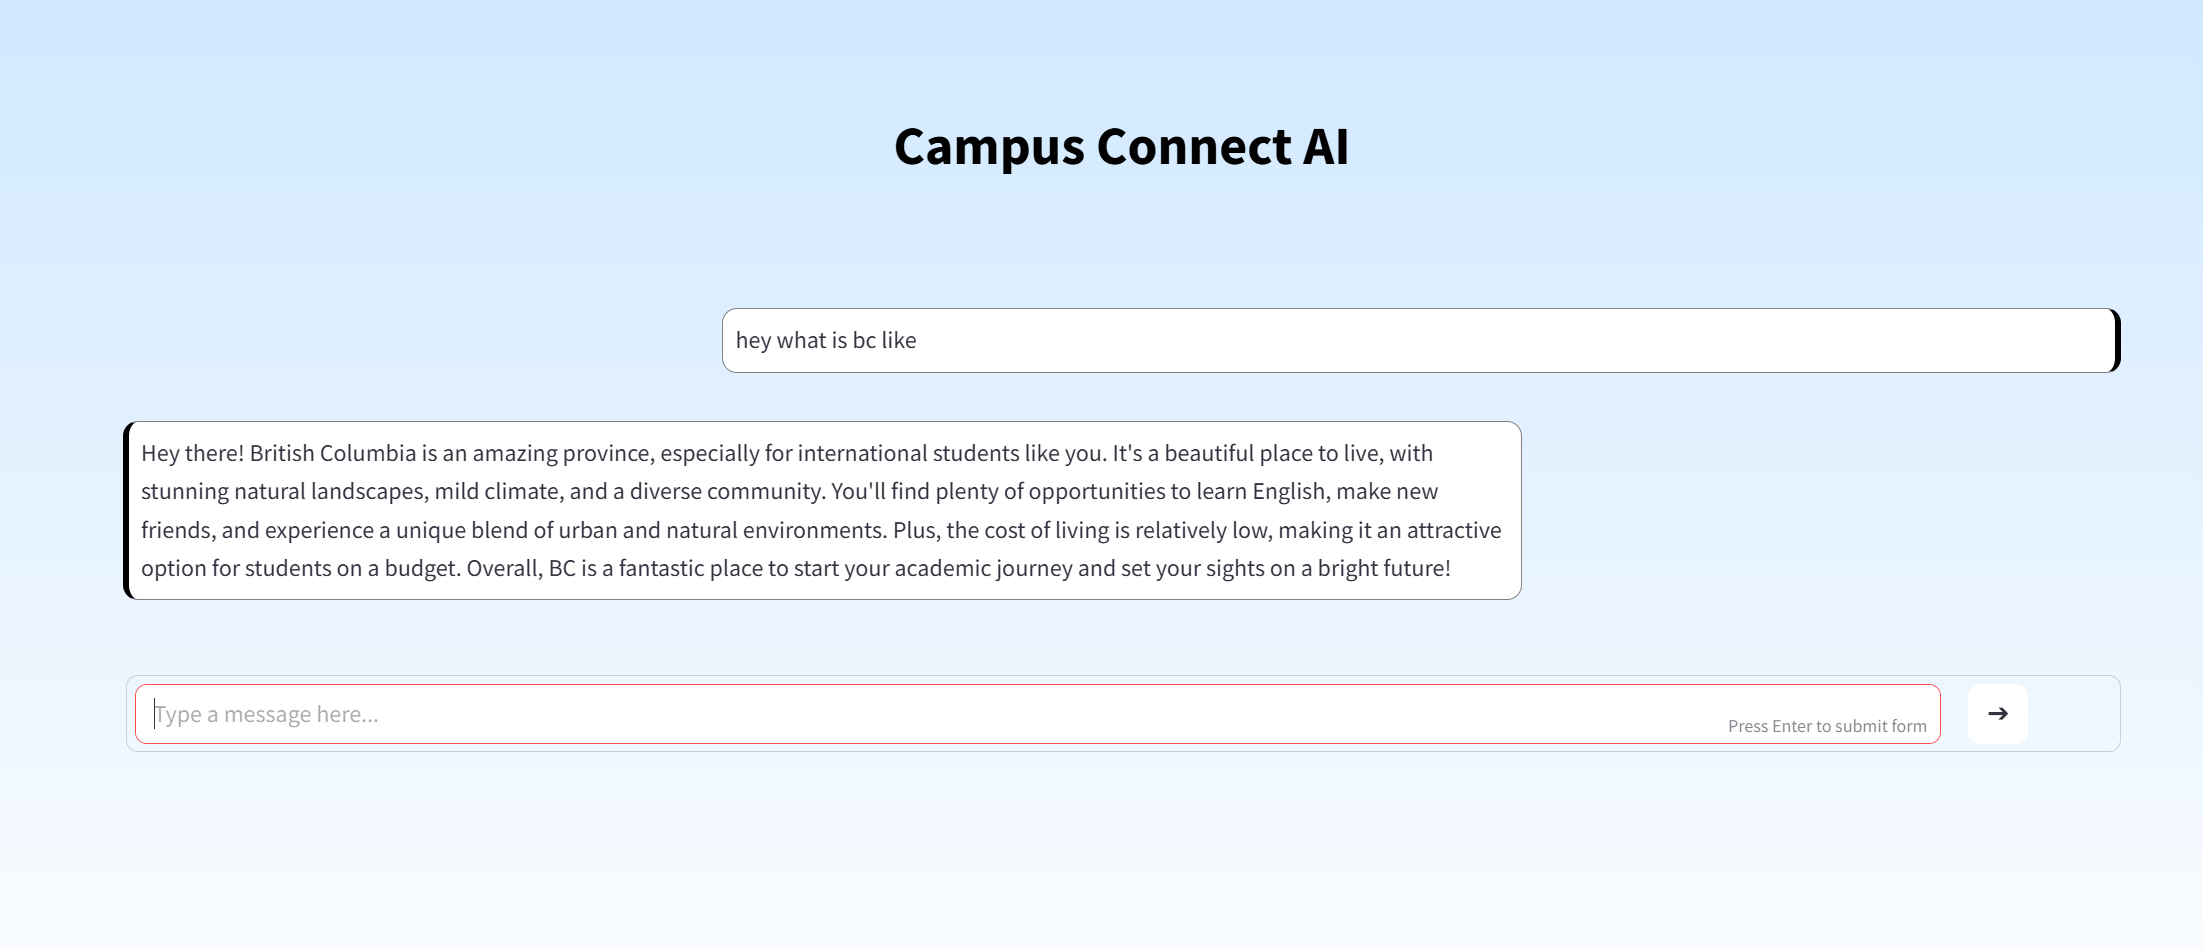 Campus Connect AI
hey what is bc like
Hey there! British Columbia is an amazing province, especially for international students like you. It's a beautiful place to live, with
stunning natural landscapes, mild climate, and a diverse community. You'll find plenty of opportunities to learn English, make new
friends, and experience a unique blend of urban and natural environments. Plus, the cost of living is relatively low, making it an attractive
option for students on a budget. Overall, BC is a fantastic place to start your academic journey and set your sights on a bright future!
Type a message here...
Press Enter to submit form
➔